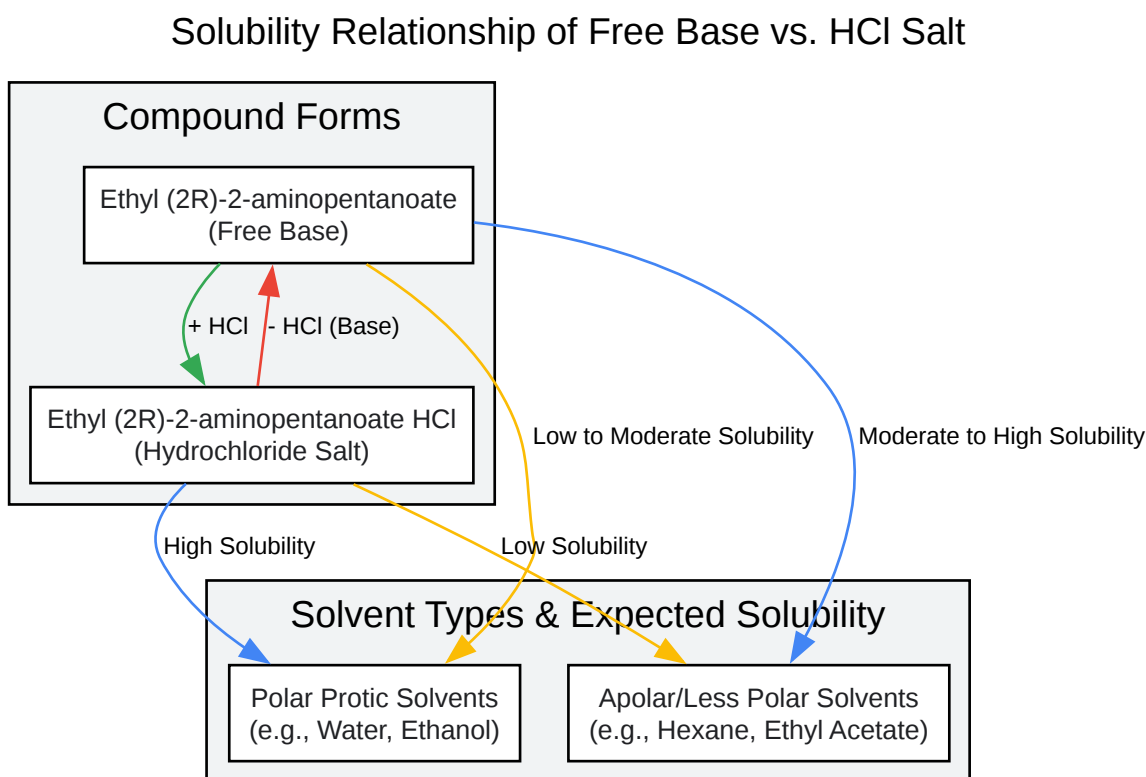 Solubility Relationship of Free Base vs. HCl Salt
Compound Forms
Ethyl (2R)-2-aminopentanoate
(Free Base)
+ HCl
- HCl (Base)
Ethyl (2R)-2-aminopentanoate HCl
(Hydrochloride Salt)
Low to Moderate Solubility
Moderate to High Solubility
High Solubility
Low Solubility
Solvent Types & Expected Solubility
Polar Protic Solvents
(e.g., Water, Ethanol)
Apolar/Less Polar Solvents
(e.g., Hexane, Ethyl Acetate)